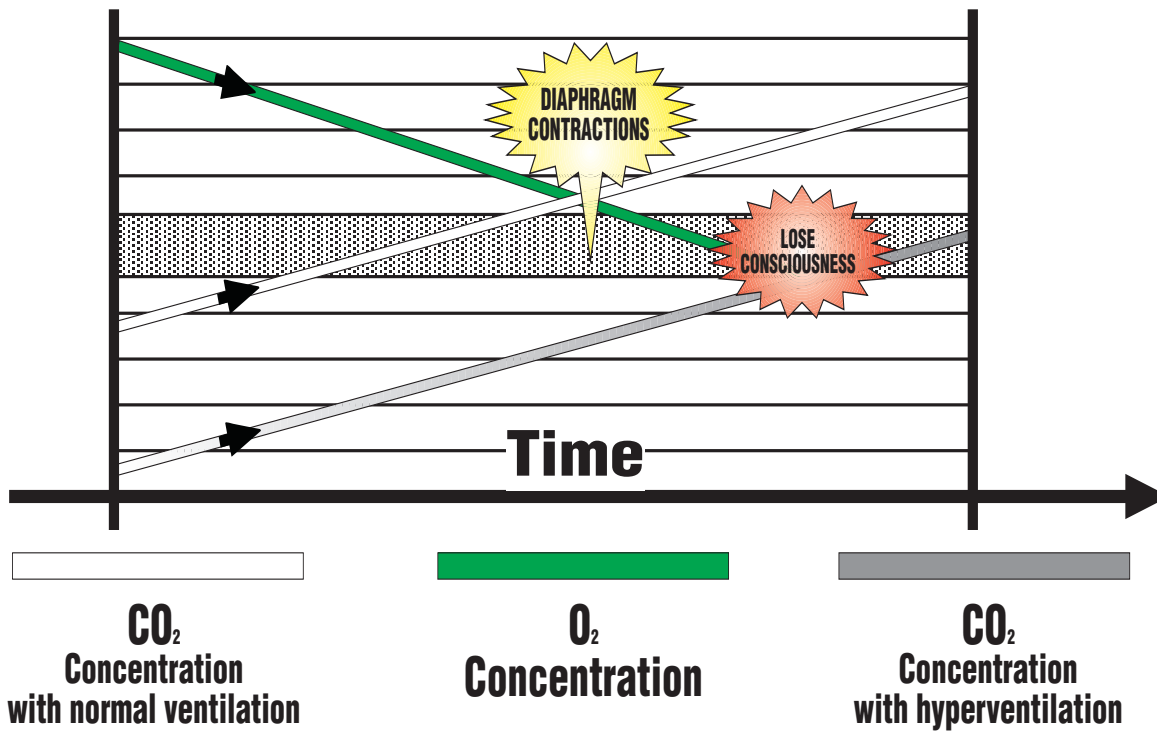 DIAPHRAGM
CONTRACTIONS
LOSE
CONSCIOUSNESS
Time
CO₂
Concentration
with normal ventilation
O₂
Concentration
CO₂
Concentration
with hyperventilation